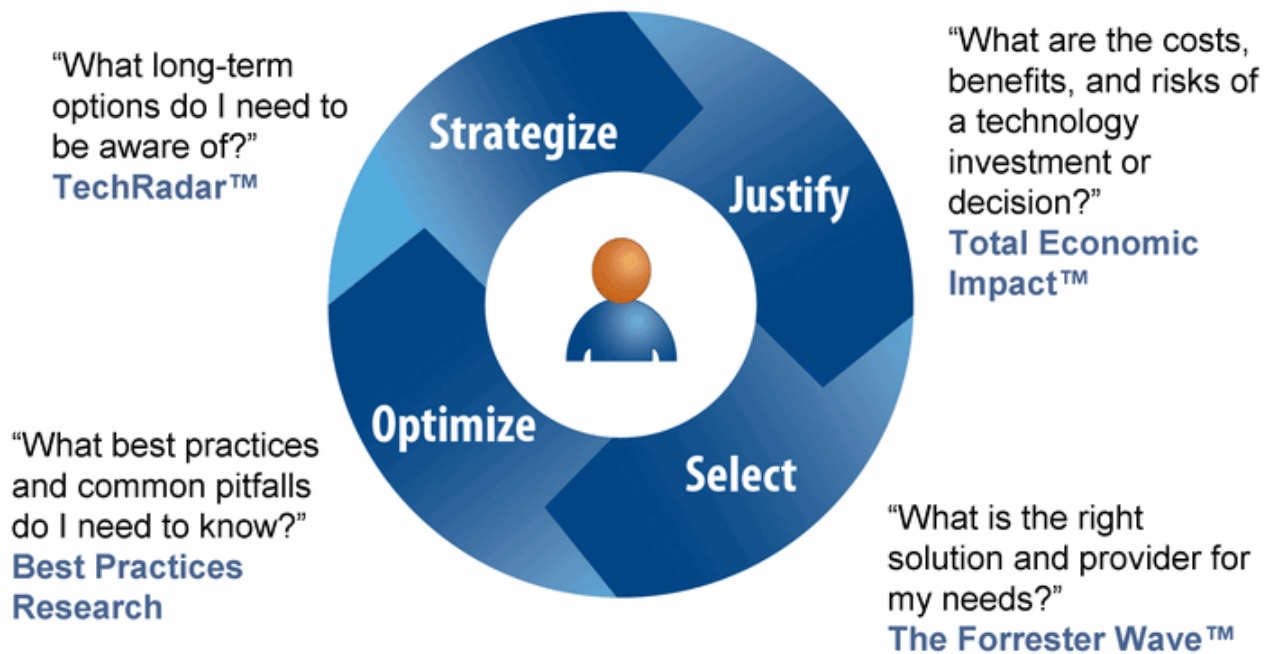 “What long-term
options do I need to
be aware of?”
TechRadar™
Strategize
Justify
“What are the costs,
benefits, and risks of
a technology
investment or
decision?”
Total Economic
Impact™
Optimize
Select
“What best practices
and common pitfalls
do I need to know?”
Best Practices
Research
“What is the right
solution and provider for
my needs?”
The Forrester Wave™